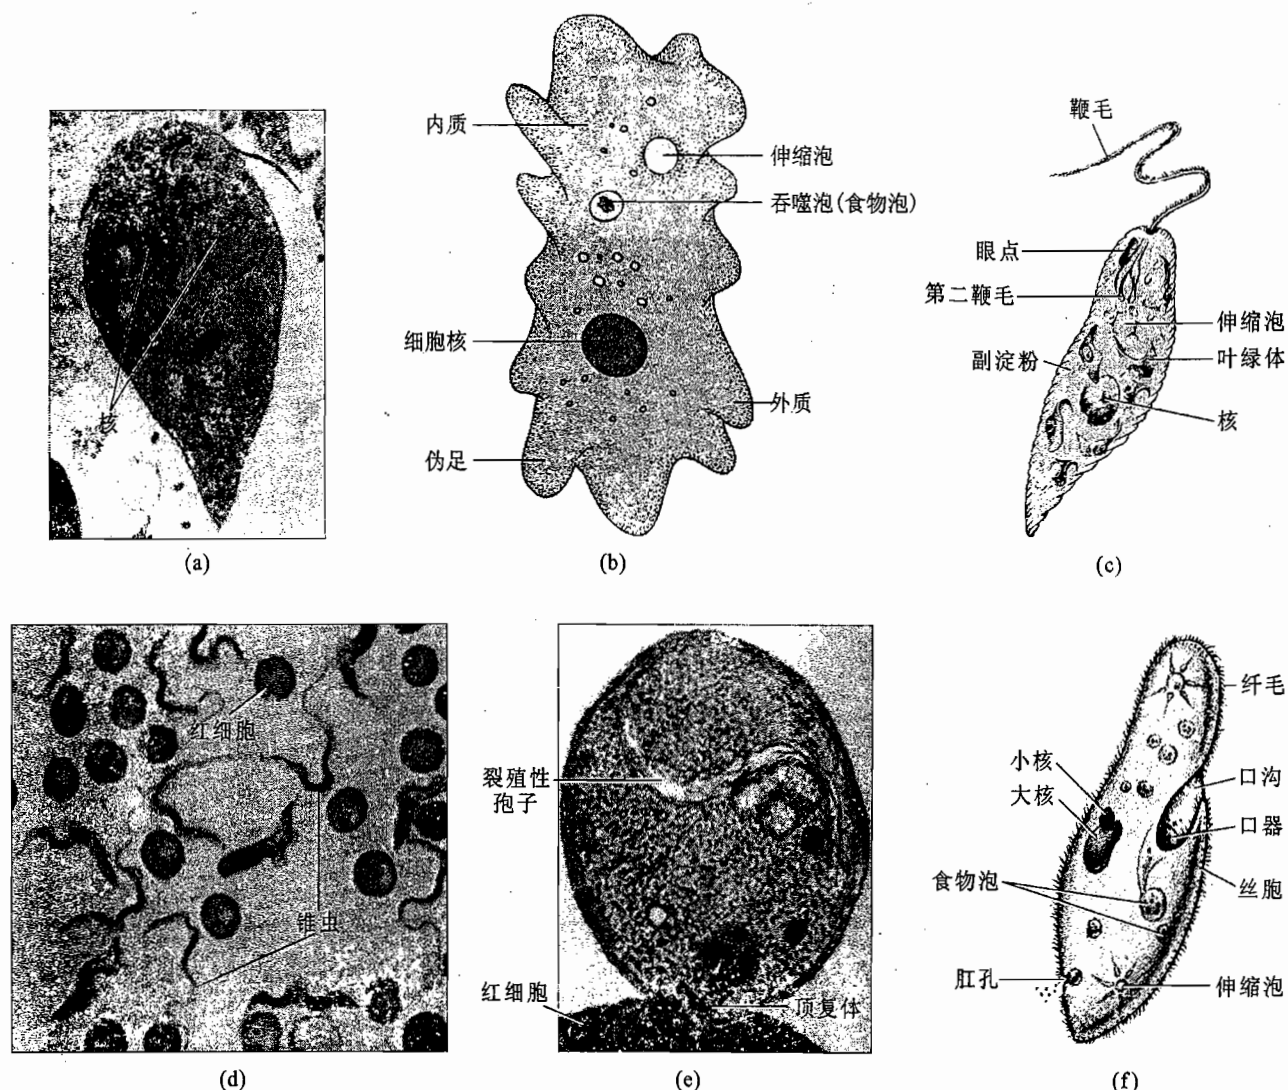 核
(a)
内质
伸缩泡
吞噬泡(食物泡)
细胞核
外质
伪足
(b)
鞭毛
眼点
第二鞭毛
伸缩泡
副淀粉
叶绿体
核
(c)
红细胞
锥虫
(d)
裂殖性
孢子
红细胞
顶复体
(e)
纤毛
小核
大核
口沟
口器
食物泡
丝胞
肛孔
伸缩泡
(f)